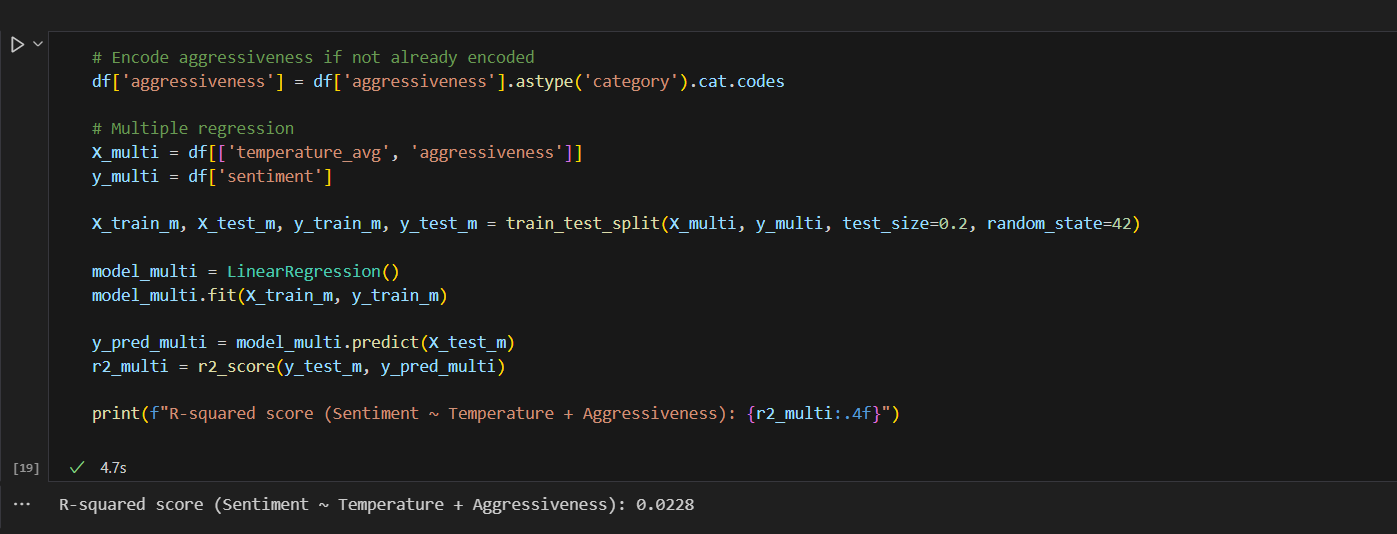 # Encode aggressiveness if not already encoded
df['aggressiveness'] = df['aggressiveness'].astype('category').cat.codes
# Multiple regression
X_multi = df[['temperature_avg', 'aggressiveness']]
y_multi = df['sentiment']
X_train_m, X_test_m, y_train_m, y_test_m = train_test_split(X_multi, y_multi, test_size=0.2, random_state=42)
model_multi = LinearRegression()
model_multi.fit(X_train_m, y_train_m)
y_pred_multi = model_multi.predict(X_test_m)
r2_multi = r2_score(y_test_m, y_pred_multi)
print(f"R-squared score (Sentiment ~ Temperature + Aggressiveness): {r2_multi:.4f}")
[19] 4.7s
... R-squared score (Sentiment ~ Temperature + Aggressiveness): 0.0228